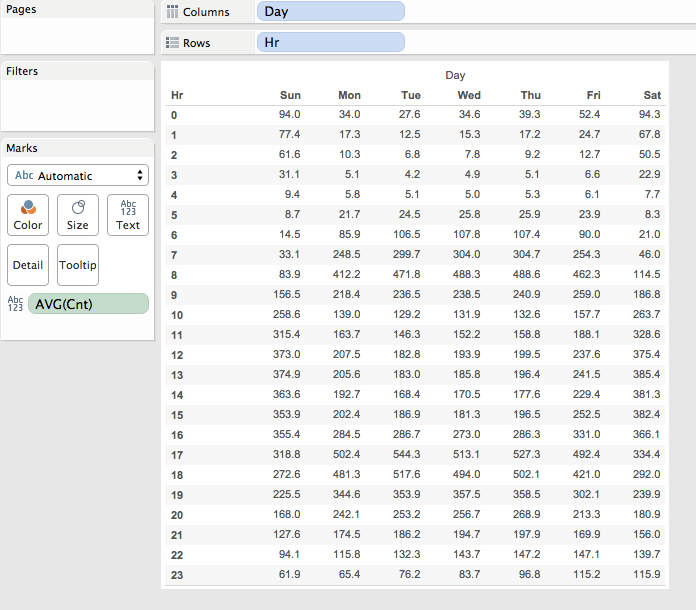 Pages
Columns Day
Rows Hr
Filters
Marks
Abc Automatic
Color Size Abc 123 Text
Detail Tooltip
Abc 123 AVG(Cnt)
Day
Hr Sun Mon Tue Wed Thu Fri Sat
0 94.0 34.0 27.6 34.6 39.3 52.4 94.3
1 77.4 17.3 12.5 15.3 17.2 24.7 67.8
2 61.6 10.3 6.8 7.8 9.2 12.7 50.5
3 31.1 5.1 4.2 4.9 5.1 6.6 22.9
4 9.4 5.8 5.1 5.0 5.3 6.1 7.7
5 8.7 21.7 24.5 25.8 25.9 23.9 8.3
6 14.5 85.9 106.5 107.8 107.4 90.0 21.0
7 33.1 248.5 299.7 304.0 304.7 254.3 46.0
8 83.9 412.2 471.8 488.3 488.6 462.3 114.5
9 156.5 218.4 236.5 238.5 240.9 259.0 186.8
10 258.6 139.0 129.2 131.9 132.6 157.7 263.7
11 315.4 163.7 146.3 152.2 158.8 188.1 328.6
12 373.0 207.5 182.8 193.9 199.5 237.6 375.4
13 374.9 205.6 183.0 185.8 196.4 241.5 385.4
14 363.6 192.7 168.4 170.5 177.6 229.4 381.3
15 353.9 202.4 186.9 181.3 196.5 252.5 382.4
16 355.4 284.5 286.7 273.0 286.3 331.0 366.1
17 318.8 502.4 544.3 513.1 527.3 492.4 334.4
18 272.6 481.3 517.6 494.0 502.1 421.0 292.0
19 225.5 344.6 353.9 357.5 358.5 302.1 239.9
20 168.0 242.1 253.2 256.7 268.9 213.3 180.9
21 127.6 174.5 186.2 194.7 197.9 169.9 156.0
22 94.1 115.8 132.3 143.7 147.2 147.1 139.7
23 61.9 65.4 76.2 83.7 96.8 115.2 115.9